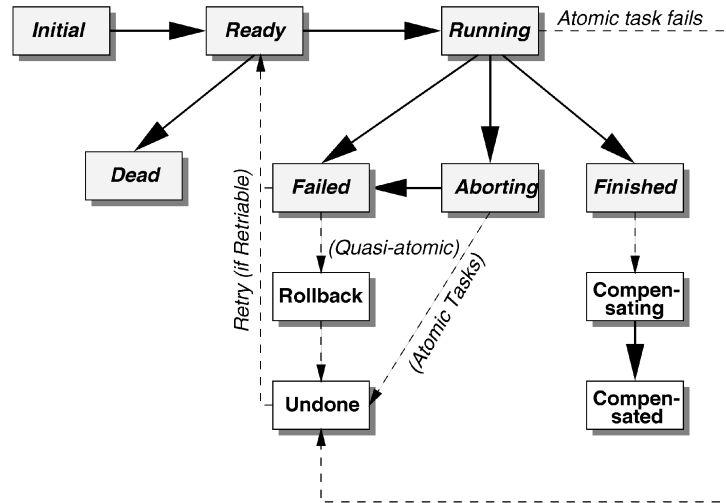 Initial
Ready
Running
Atomic task fails
Dead
Failed
Aborting
Finished
Retry (if Retriable)
(Quasi-atomic)
(Atomic Tasks)
Rollback
Compen-
sating
Undone
Compen-
sated